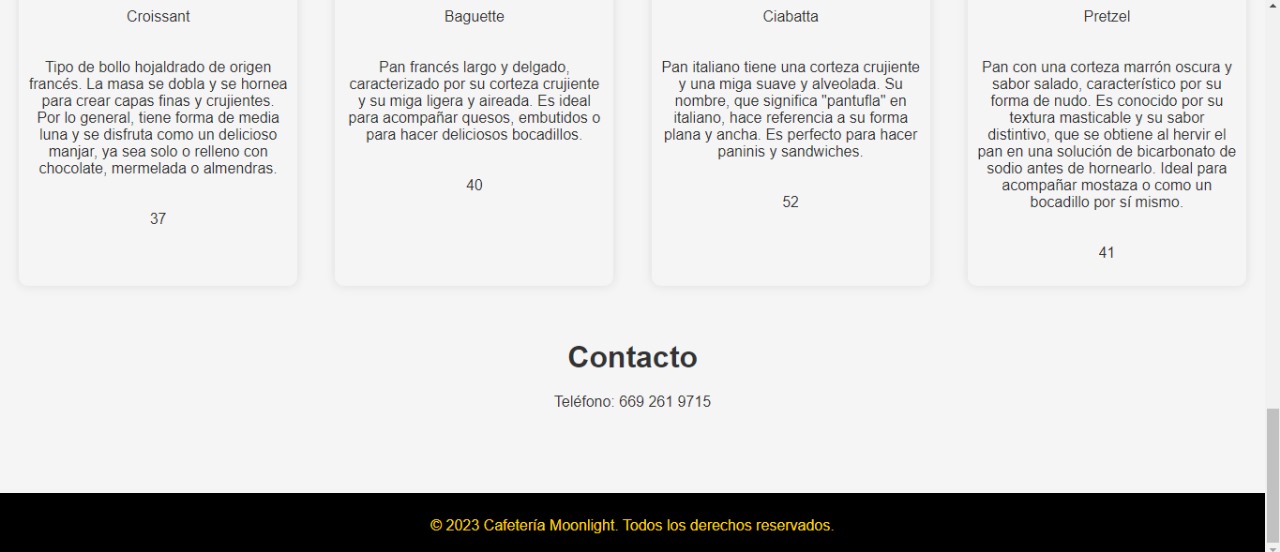 Croissant
Tipo de bollo hojaldrado de origen
francés. La masa se dobla y se hornea
para crear capas finas y crujientes.
Por lo general, tiene forma de media
luna y se disfruta como un delicioso
manjar, ya sea solo o relleno con
chocolate, mermelada o almendras.
37
Baguette
Pan francés largo y delgado,
caracterizado por su corteza crujiente
y su miga ligera y aireada. Es ideal
para acompañar quesos, embutidos o
para hacer deliciosos bocadillos.
40
Ciabatta
Pan italiano tiene una corteza crujiente
y una miga suave y alveolada. Su
nombre, que significa "pantufla" en
italiano, hace referencia a su forma
plana y ancha. Es perfecto para hacer
paninis y sandwiches.
52
Pretzel
Pan con una corteza marrón oscura y
sabor salado, característico por su
forma de nudo. Es conocido por su
textura masticable y su sabor
distintivo, que se obtiene al hervir el
pan en una solución de bicarbonato de
sodio antes de hornearlo. Ideal para
acompañar mostaza o como un
bocadillo por sí mismo.
41
Contacto
Teléfono: 669 261 9715
© 2023 Cafetería Moonlight. Todos los derechos reservados.